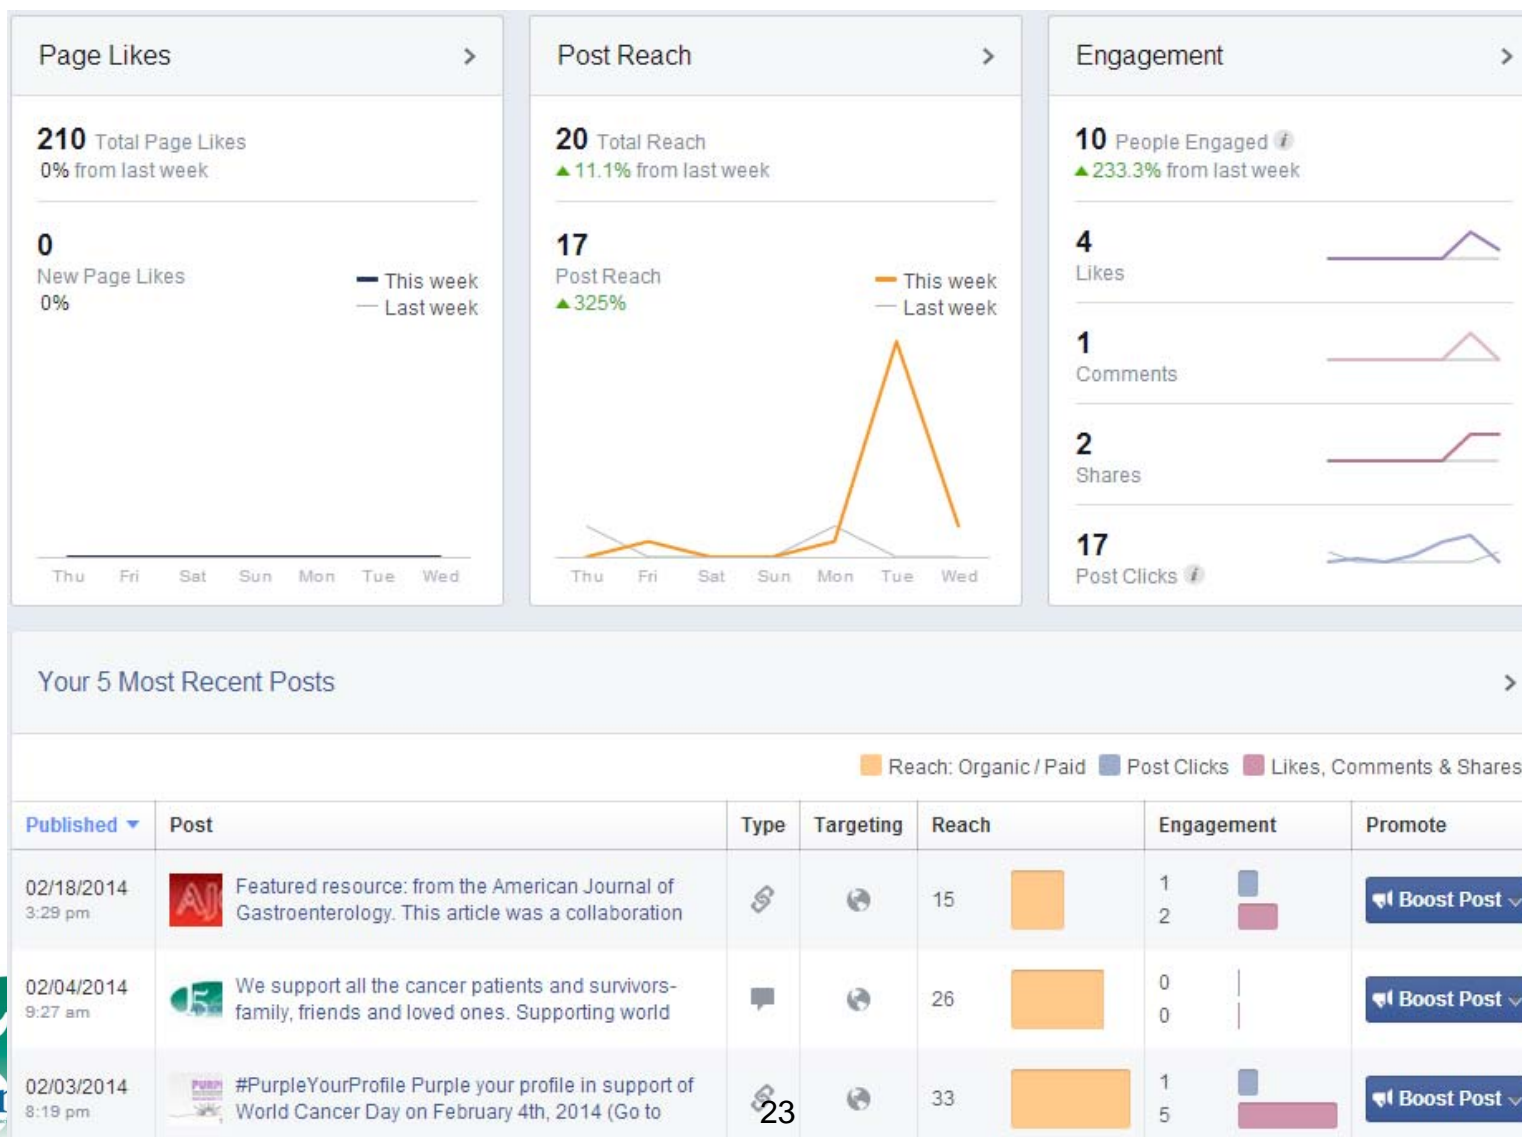 Page Likes
210 Total Page Likes
0% from last week
0
New Page Likes
0%
This week
Last week
Thu Fri Sat Sun Mon Tue Wed
Post Reach
20 Total Reach
11.1% from last week
17
Post Reach
325%
This week
Last week
Thu Fri Sat Sun Mon Tue Wed
Engagement
10 People Engaged i
233.3% from last week
4
Likes
1
Comments
2
Shares
17
Post Clicks i
Your 5 Most Recent Posts
Reach: Organic / Paid Post Clicks Likes, Comments & Shares
Published Post Type Targeting Reach Engagement Promote
02/18/2014
3:29 pm
Featured resource: from the American Journal of
Gastroenterology. This article was a collaboration
15
1
2
Boost Post
02/04/2014
9:27 am
We support all the cancer patients and survivors-
family, friends and loved ones. Supporting world
26
0
0
Boost Post
02/03/2014
8:19 pm
#PurpleYourProfile Purple your profile in support of
World Cancer Day on February 4th, 2014 (Go to
33
1
5
Boost Post
23